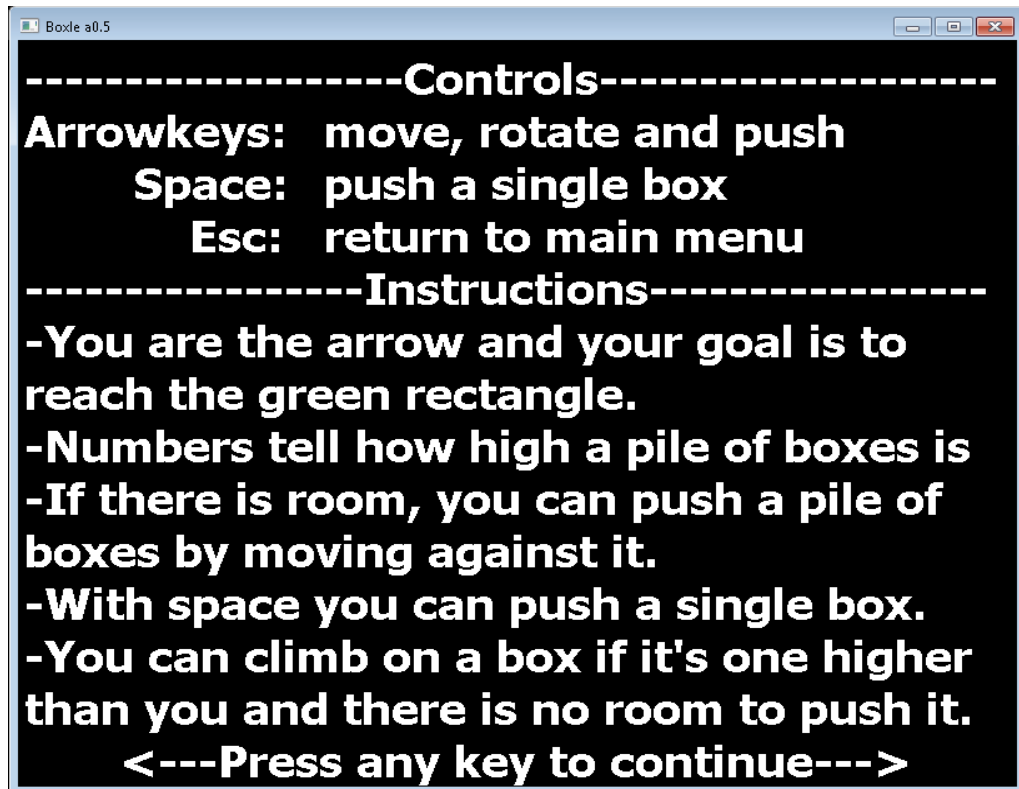 Boxle a0.5
-------------------Controls--------------------
Arrowkeys: move, rotate and push
Space: push a single box
Esc: return to main menu
-----------------Instructions-----------------
-You are the arrow and your goal is to
reach the green rectangle.
-Numbers tell how high a pile of boxes is
-If there is room, you can push a pile of
boxes by moving against it.
-With space you can push a single box.
-You can climb on a box if it's one higher
than you and there is no room to push it.
<---Press any key to continue--->